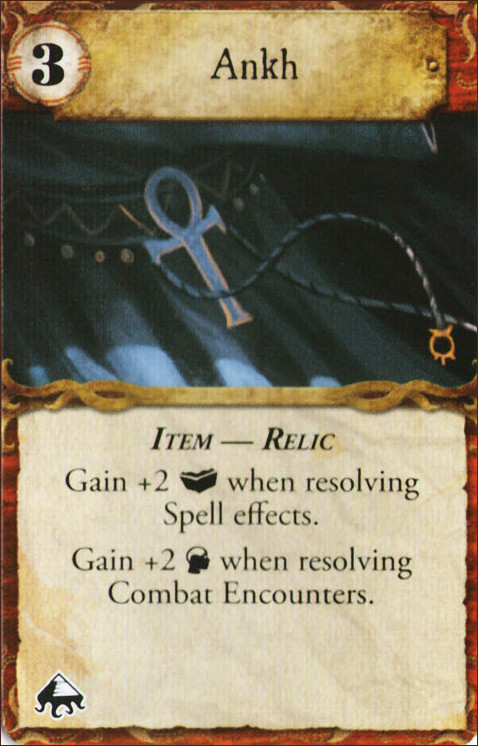 3
Ankh
ITEM — RELIC
Gain +2 when resolving
Spell effects.
Gain +2 when resolving
Combat Encounters.